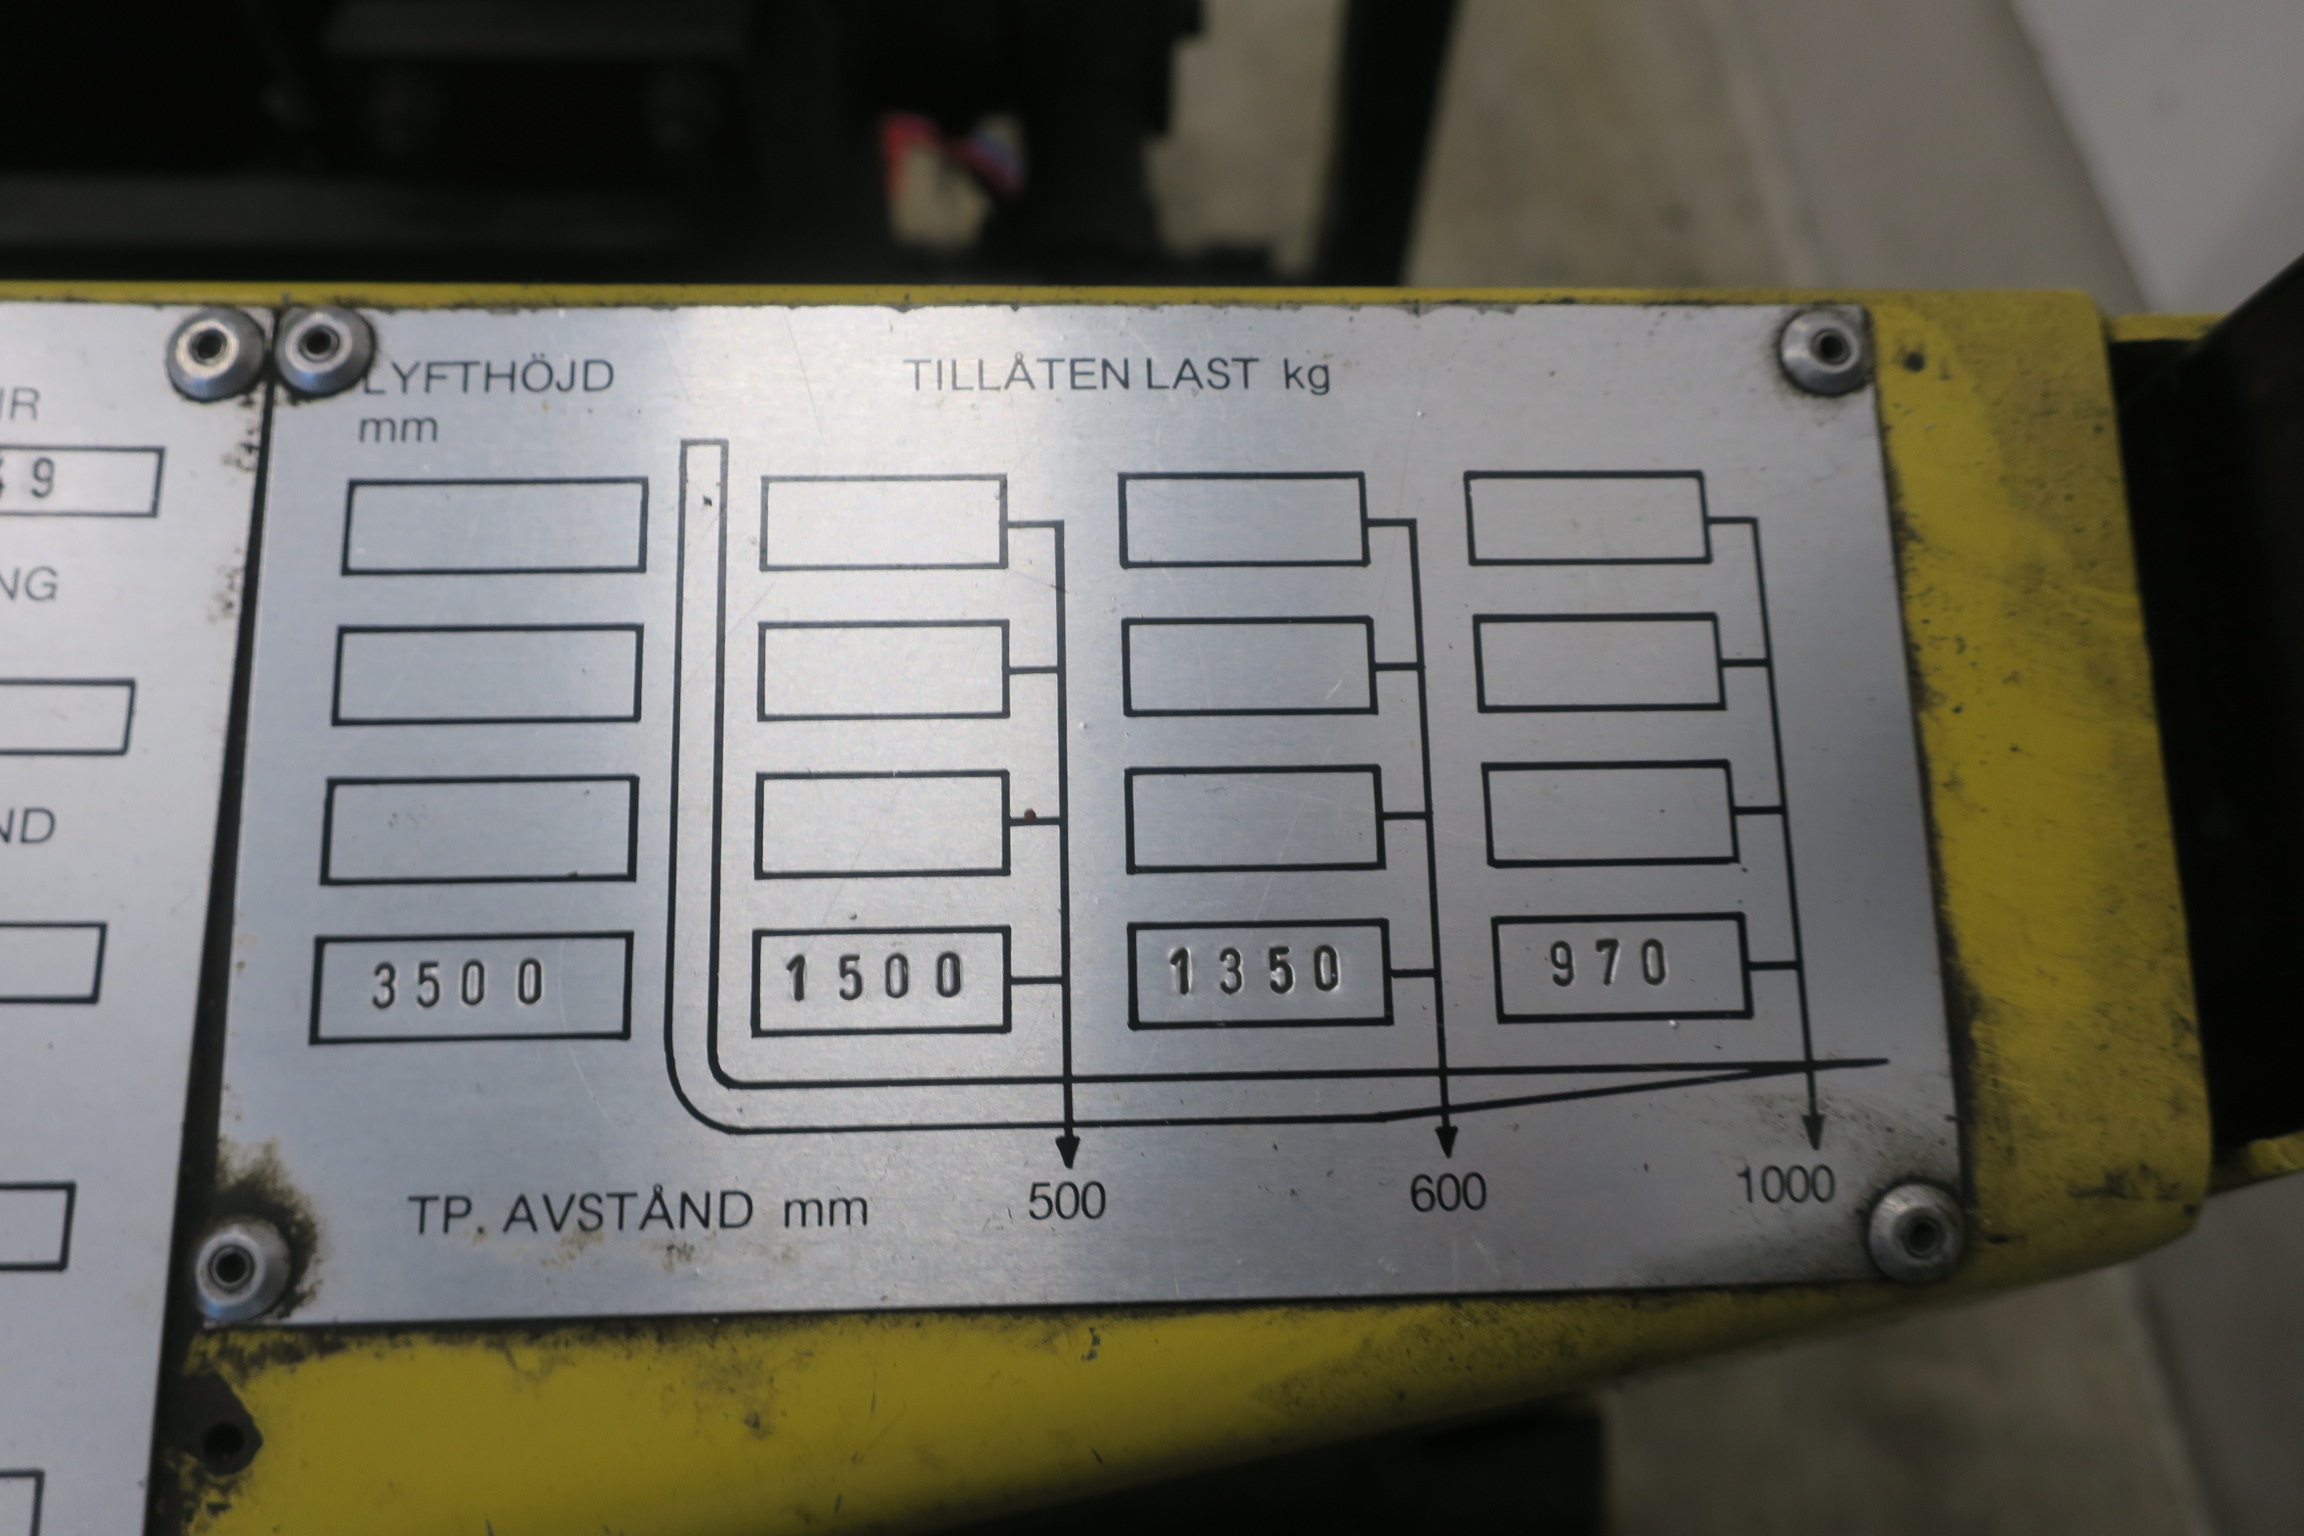 LYFTHÖJD
mm
TILLÅTEN LAST kg
3500 1500 1350 970
TP. AVSTÅND mm 500 600 1000